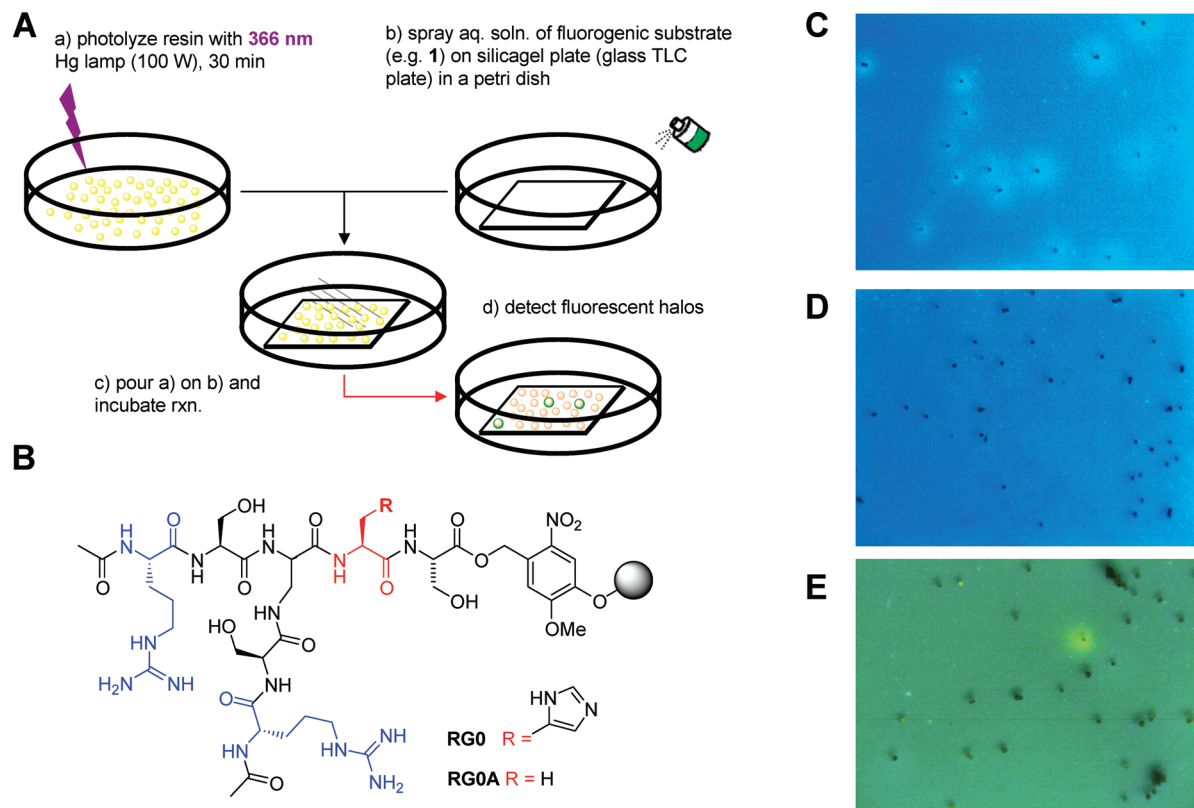 A
a) photolyze resin with 366 nm
Hg lamp (100 W), 30 min
b) spray aq. soln. of fluorogenic substrate
(e.g. 1) on silicagel plate (glass TLC
plate) in a petri dish
c) pour a) on b) and
incubate rxn.
d) detect fluorescent halos
B
OH
R
H
N
O
N
H
O
H
N
O
N
H
O
H
N
O
O
NO2
O
O
OH
OMe
HN
O
HO
NH
HN
H2N
NH
O
NH
O
N
H
NH
NH2
HN
N
RG0 R =
RG0A R = H
C
D
E